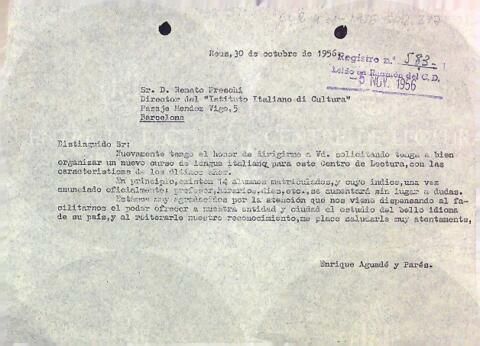 Reus, 30 de octubre de 1956
Registro n.º 583-
Leído en Reunión del C.D.
5 NOV. 1956
Sr. D. Renato Freschi
Director del "Istituto Italiano di Cultura"
Pasaje Mendez Vigo,5
Barcelona
Distinguido Sr:
Nuevamente tengo el honor de dirigirme a Vd. solicitando tenga a bien
organizar un nuevo curso de lengua italiana para este Centro de Lectura, con las
caracteristicas de los últimos años.
En principio, existen 14 alumnos matriculados, y cuyo índice, una vez
anunciado oficialmente: profesor, horarios, dias, etc., se aumentará sin lugar a dudas.
Estamos muy agradecidos por la atención que nos viene dispensando al fa-
cilitarnos el poder ofrecer a nuestra entidad y ciudad el estudio del bello idioma
de su país, y al reiterarle nuestro reconocimiento, me place saludarle muy atentamente,
Enrique Aguadé y Parés.